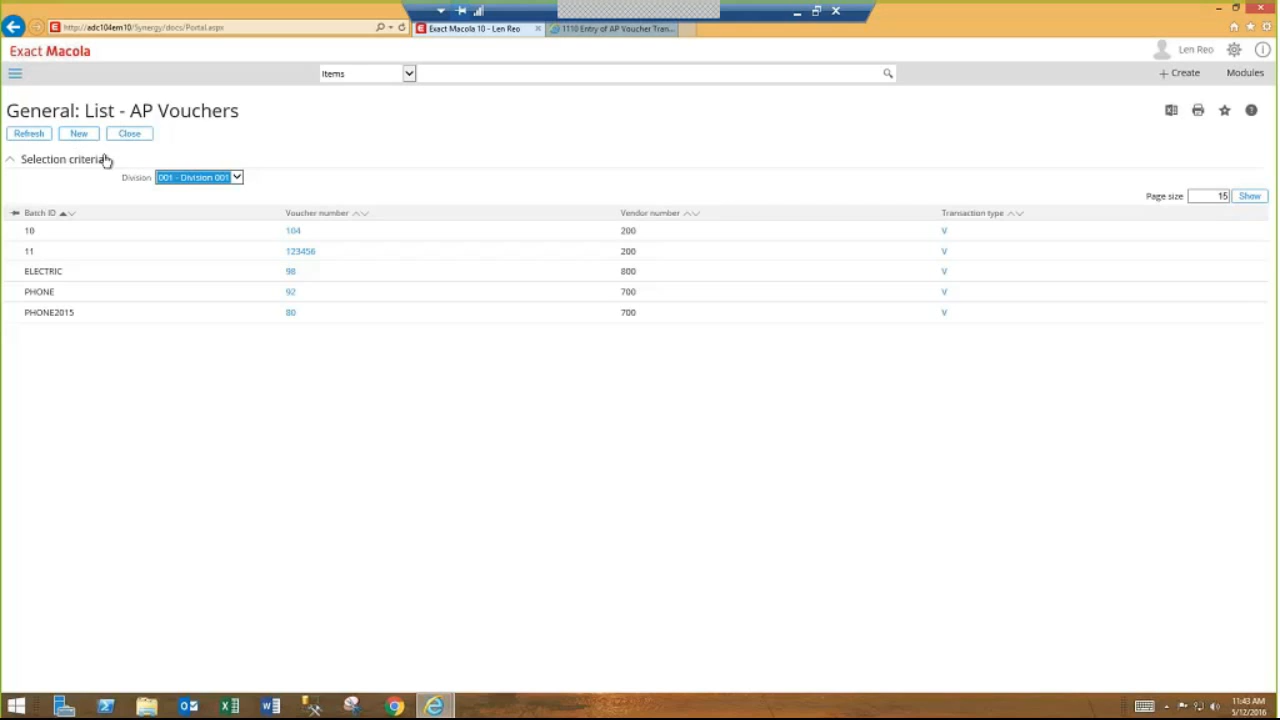 http://adc104em10/Synergy/docs/Portal.aspx
Exact Macola 10 - Len Reo
1110 Entry of AP Voucher Tran...
Exact Macola
Len Reo
Items
+ Create
Modules
General: List - AP Vouchers
Refresh
New
Close
Selection criteria
Division
001 - Division 001
Page size
15
Show
Batch ID
Voucher number
Vendor number
Transaction type
10 104 200 V
11 123456 200 V
ELECTRIC 98 800 V
PHONE 92 700 V
PHONE2015 80 700 V
11:43 AM
5/12/2016